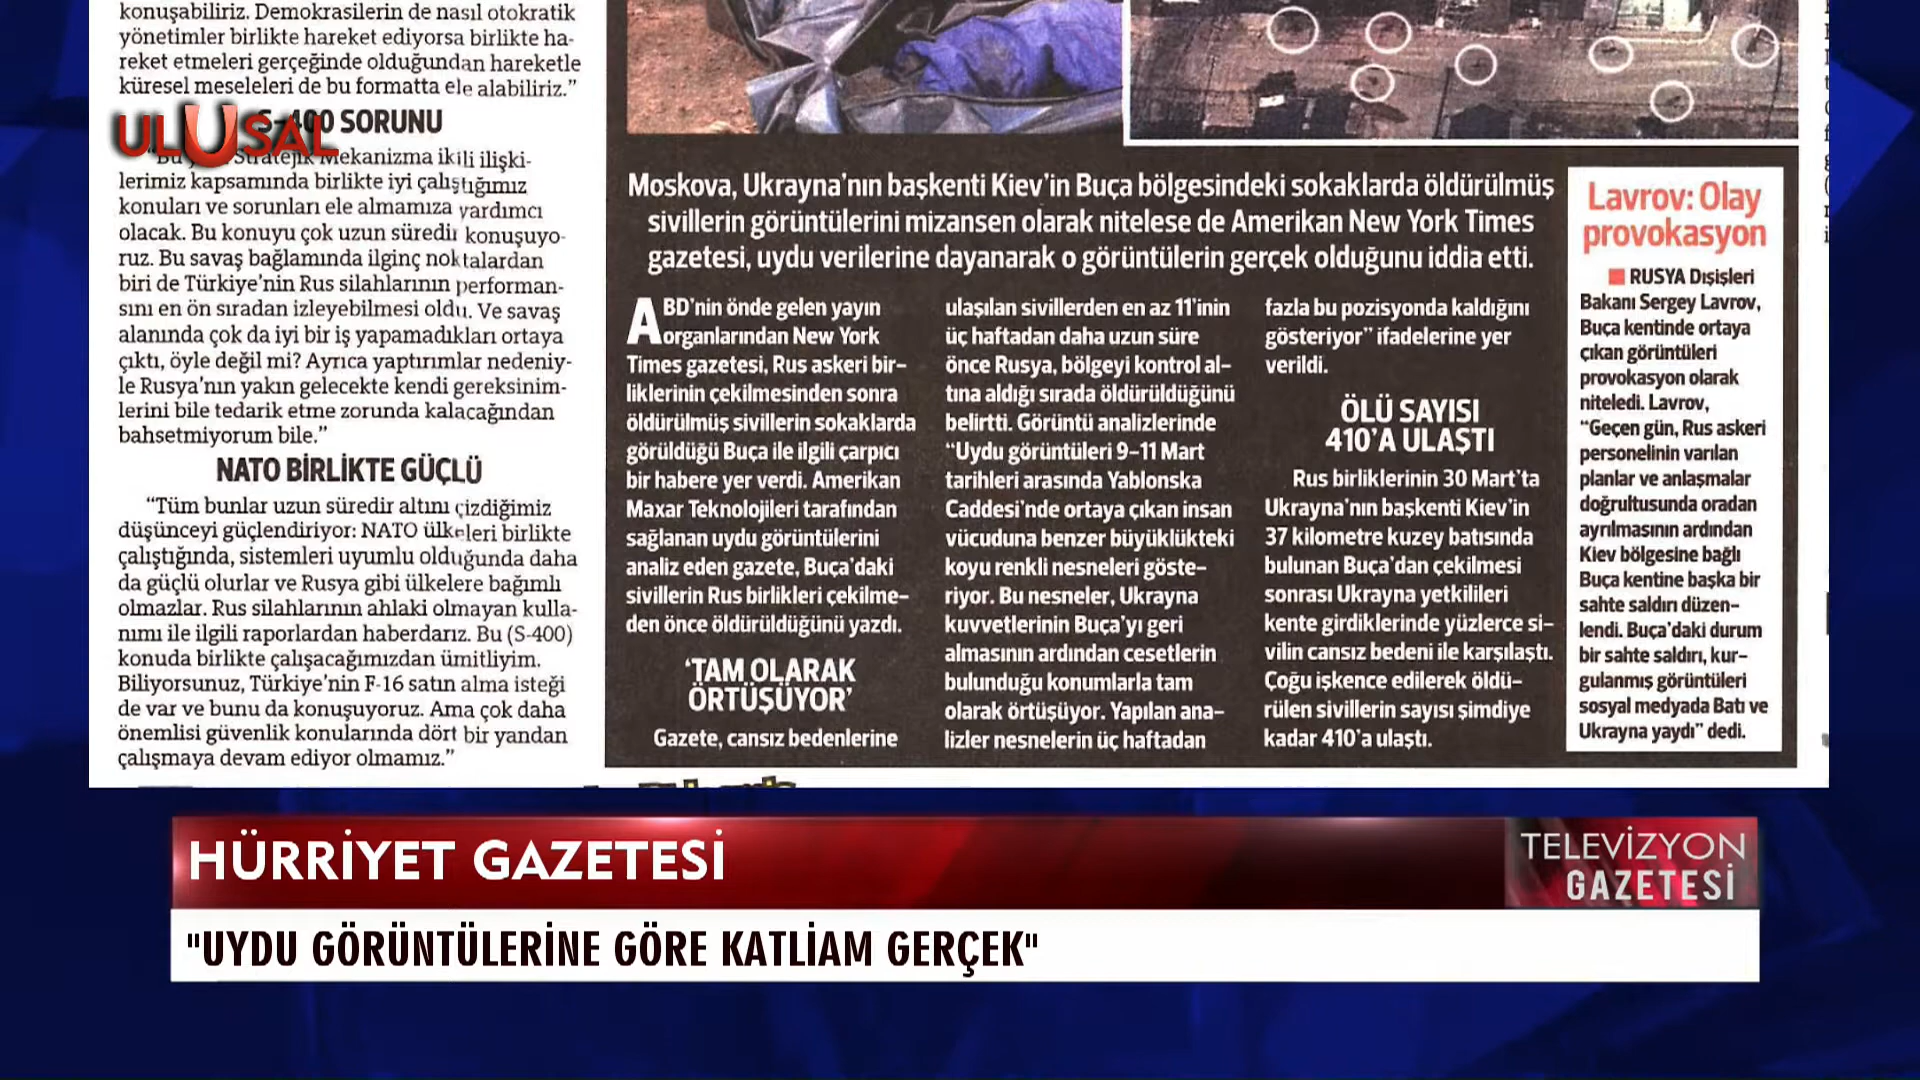 konuşabiliriz. Demokrasilerin de nasıl otokratik
yönetimler birlikte hareket ediyorsa birlikte ha-
reket etmeleri gerçeğinde olduğundan hareketle
küresel meseleleri de bu formatta ele alabiliriz.”
S-400 SORUNU
“Bu Stratejik Mekanizma ikili ilişki-
lerimiz kapsamında birlikte iyi çalıştığımız
konuları ve sorunları ele almamıza yardımcı
olacak. Bu konuyu çok uzun süredir konuşuyo-
ruz. Bu savaş bağlamında ilginç noktalardan
biri de Türkiye’nin Rus silahlarının performan-
sını en ön sıradan izleyebilmesi oldu. Ve savaş
alanında çok da iyi bir iş yapamadıkları ortaya
çıktı, öyle değil mi? Ayrıca yaptırımlar nedeniy-
le Rusya’nın yakın gelecekte kendi gereksinim-
lerini bile tedarik etme zorunda kalacağından
bahsetmiyorum bile.”
NATO BİRLİKTE GÜÇLÜ
“Tüm bunlar uzun süredir altını çizdiğimiz
düşünceyi güçlendiriyor: NATO ülkeleri birlikte
çalıştığında, sistemleri uyumlu olduğunda daha
da güçlü olurlar ve Rusya gibi ülkelere bağımlı
olmazlar. Rus silahlarının ahlaki olmayan kulla-
nımı ile ilgili raporlardan haberdarız. Bu (S-400)
konuda birlikte çalışacağımızdan ümitliyim.
Biliyorsunuz, Türkiye’nin F-16 satın alma isteği
de var ve bunu da konuşuyoruz. Ama çok daha
önemlisi güvenlik konularında dört bir yandan
çalışmaya devam ediyor olmamız.”
ULUSAL
Moskova, Ukrayna’nın başkenti Kiev’in Buça bölgesindeki sokaklarda öldürülmüş
sivillerin görüntülerini mizansen olarak nitelese de Amerikan New York Times
gazetesi, uydu verilerine dayanarak o görüntülerin gerçek olduğunu iddia etti.
ABD’nin önde gelen yayın
organlarından New York
Times gazetesi, Rus askeri bir-
liklerinin çekilmesinden sonra
öldürülmüş sivillerin sokaklarda
görüldüğü Buça ile ilgili çarpıcı
bir habere yer verdi. Amerikan
Maxar Teknolojileri tarafından
sağlanan uydu görüntülerini
analiz eden gazete, Buça’daki
sivillerin Rus birlikleri çekilme-
den önce öldürüldüğünü yazdı.
‘TAM OLARAK
ÖRTÜŞÜYOR’
Gazete, cansız bedenlerine
ulaşılan sivillerden en az 11’inin
üç haftadan daha uzun süre
önce Rusya, bölgeyi kontrol al-
tına aldığı sırada öldürüldüğünü
belirtti. Görüntü analizlerinde
“Uydu görüntüleri 9-11 Mart
tarihleri arasında Yablonska
Caddesi’nde ortaya çıkan insan
vücuduna benzer büyüklükteki
koyu renkli nesneleri göste-
riyor. Bu nesneler, Ukrayna
kuvvetlerinin Buça’yı geri
almasının ardından cesetlerin
bulunduğu konumlarla tam
olarak örtüşüyor. Yapılan ana-
lizler nesnelerin üç haftadan
fazla bu pozisyonda kaldığını
gösteriyor” ifadelerine yer
verildi.
ÖLÜ SAYISI
410’A ULAŞTI
Rus birliklerinin 30 Mart’ta
Ukrayna’nın başkenti Kiev’in
37 kilometre kuzey batısında
bulunan Buça’dan çekilmesi
sonrası Ukrayna yetkilileri
kente girdiklerinde yüzlerce si-
vilin cansız bedeni ile karşılaştı.
Çoğu işkence edilerek öldü-
rülen sivillerin sayısı şimdiye
kadar 410’a ulaştı.
Lavrov: Olay
provokasyon
RUSYA Dışişleri
Bakanı Sergey Lavrov,
Buça kentinde ortaya
çıkan görüntüleri
provokasyon olarak
niteledi. Lavrov,
“Geçen gün, Rus askeri
personelinin varılan
planlar ve anlaşmalar
doğrultusunda oradan
ayrılmasının ardından
Kiev bölgesine bağlı
Buça kentine başka bir
sahte saldırı düzen-
lendi. Buça’daki durum
bir sahte saldırı, kur-
gulanmış görüntüleri
sosyal medyada Batı ve
Ukrayna yaydı” dedi.
HÜRRİYET GAZETESİ
TELEVİZYON
GAZETESİ
"UYDU GÖRÜNTÜLERİNE GÖRE KATLİAM GERÇEK"